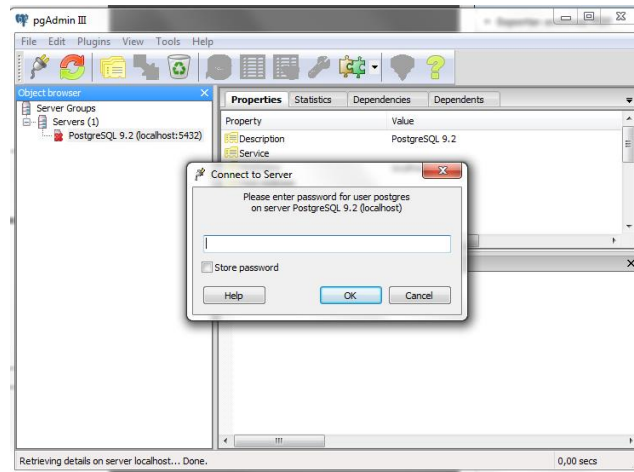 pgAdmin III
File Edit Plugins View Tools Help
Object browser
Server Groups
Servers (1)
PostgreSQL 9.2 (localhost:5432)
Properties Statistics Dependencies Dependents
Property Value
Description PostgreSQL 9.2
Service
Connect to Server
Please enter password for user postgres
on server PostgreSQL 9.2 (localhost)
Store password
Help OK Cancel
Retrieving details on server localhost... Done. 0,00 secs